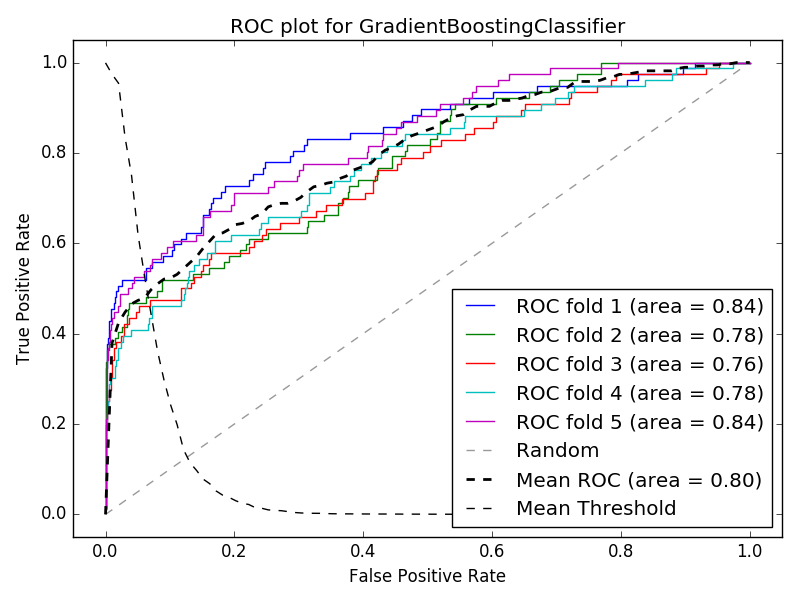 ROC plot for GradientBoostingClassifier
True Positive Rate
1.0
0.8
0.6
0.4
0.2
0.0
ROC fold 1 (area = 0.84)
ROC fold 2 (area = 0.78)
ROC fold 3 (area = 0.76)
ROC fold 4 (area = 0.78)
ROC fold 5 (area = 0.84)
Random
Mean ROC (area = 0.80)
Mean Threshold
0.0 0.2 0.4 0.6 0.8 1.0
False Positive Rate